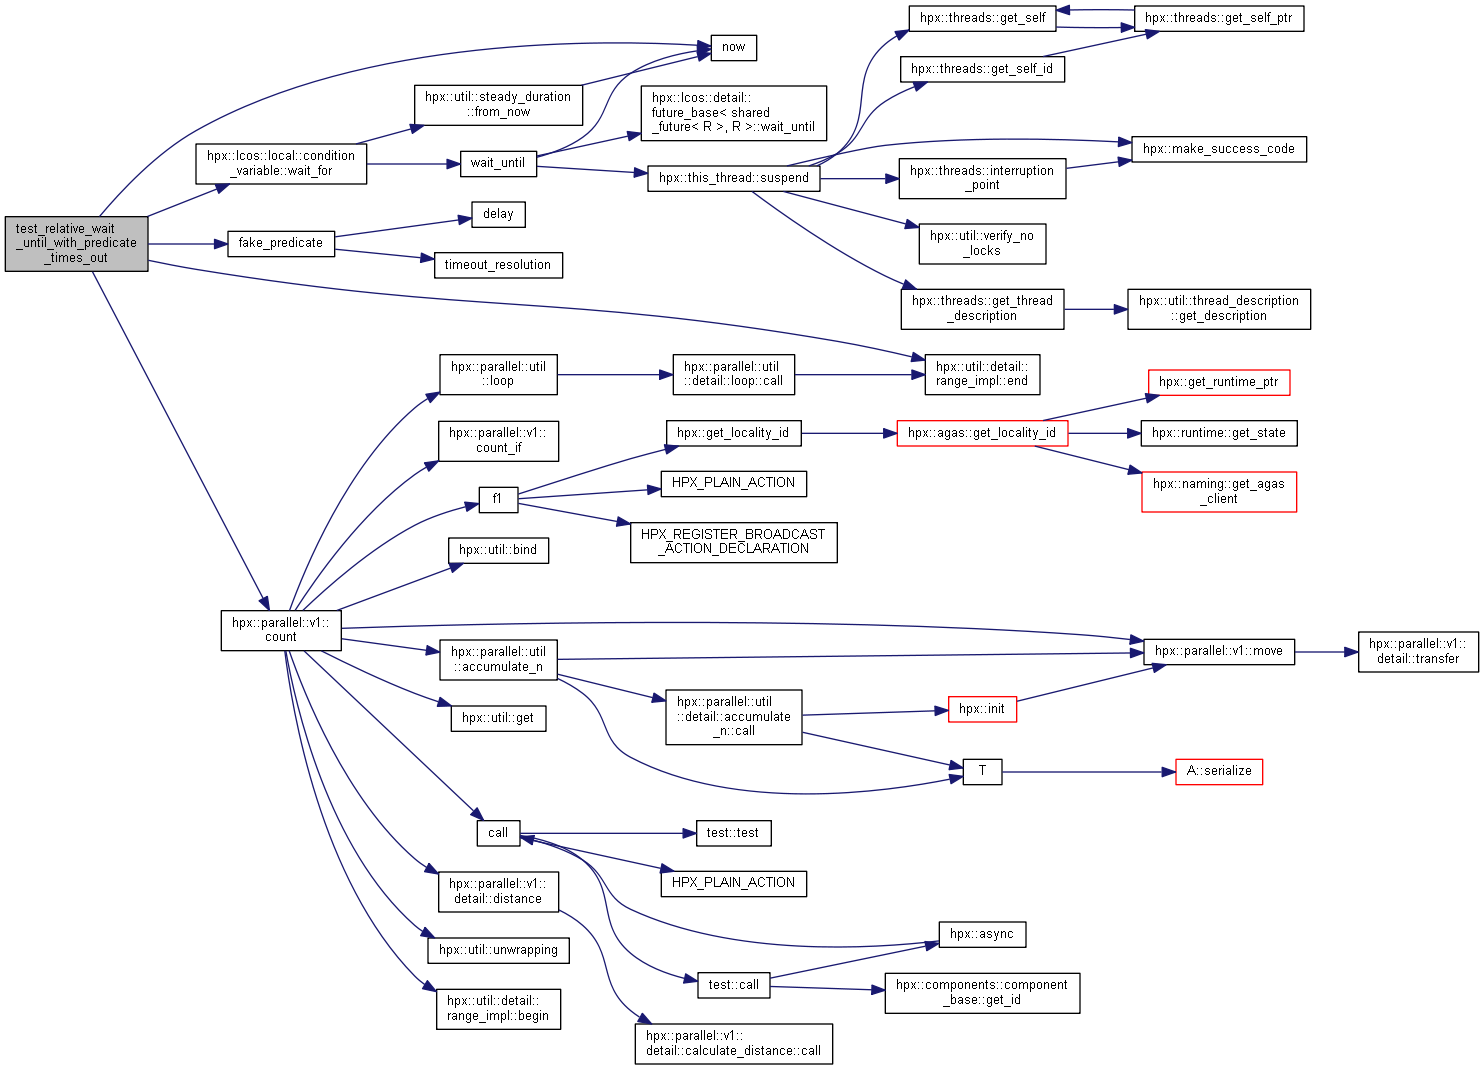 test_relative_wait
_until_with_predicate
_times_out
now
hpx::util::steady_duration
::from_now
hpx::lcos::local::condition
_variable::wait_for
wait_until
hpx::lcos::detail::
future_base< shared
_future< R >, R >::wait_until
hpx::this_thread::suspend
hpx::threads::get_self
hpx::threads::get_self_ptr
hpx::threads::get_self_id
hpx::make_success_code
hpx::threads::interruption
_point
hpx::util::verify_no
_locks
hpx::threads::get_thread
_description
hpx::util::thread_description
::get_description
fake_predicate
delay
timeout_resolution
hpx::util::detail::
range_impl::end
hpx::parallel::v1::
count
hpx::parallel::util
::loop
hpx::parallel::util
::detail::loop::call
hpx::parallel::v1::
count_if
f1
hpx::get_locality_id
hpx::agas::get_locality_id
hpx::get_runtime_ptr
hpx::runtime::get_state
hpx::naming::get_agas
_client
HPX_PLAIN_ACTION
HPX_REGISTER_BROADCAST
_ACTION_DECLARATION
hpx::util::bind
hpx::parallel::util
::accumulate_n
hpx::parallel::util
::detail::accumulate
_n::call
hpx::init
hpx::parallel::v1::move
hpx::parallel::v1::
detail::transfer
T
A::serialize
hpx::util::get
call
test::test
HPX_PLAIN_ACTION
hpx::async
test::call
hpx::components::component
_base::get_id
hpx::parallel::v1::
detail::distance
hpx::parallel::v1::
detail::calculate_distance::call
hpx::util::unwrapping
hpx::util::detail::
range_impl::begin